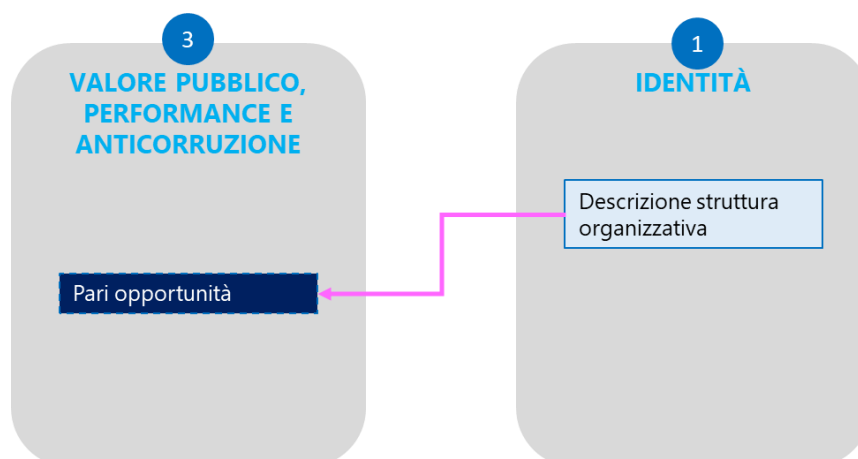 3
VALORE PUBBLICO,
PERFORMANCE E
ANTICORRUZIONE
Pari opportunità
1
IDENTITÀ
Descrizione struttura
organizzativa